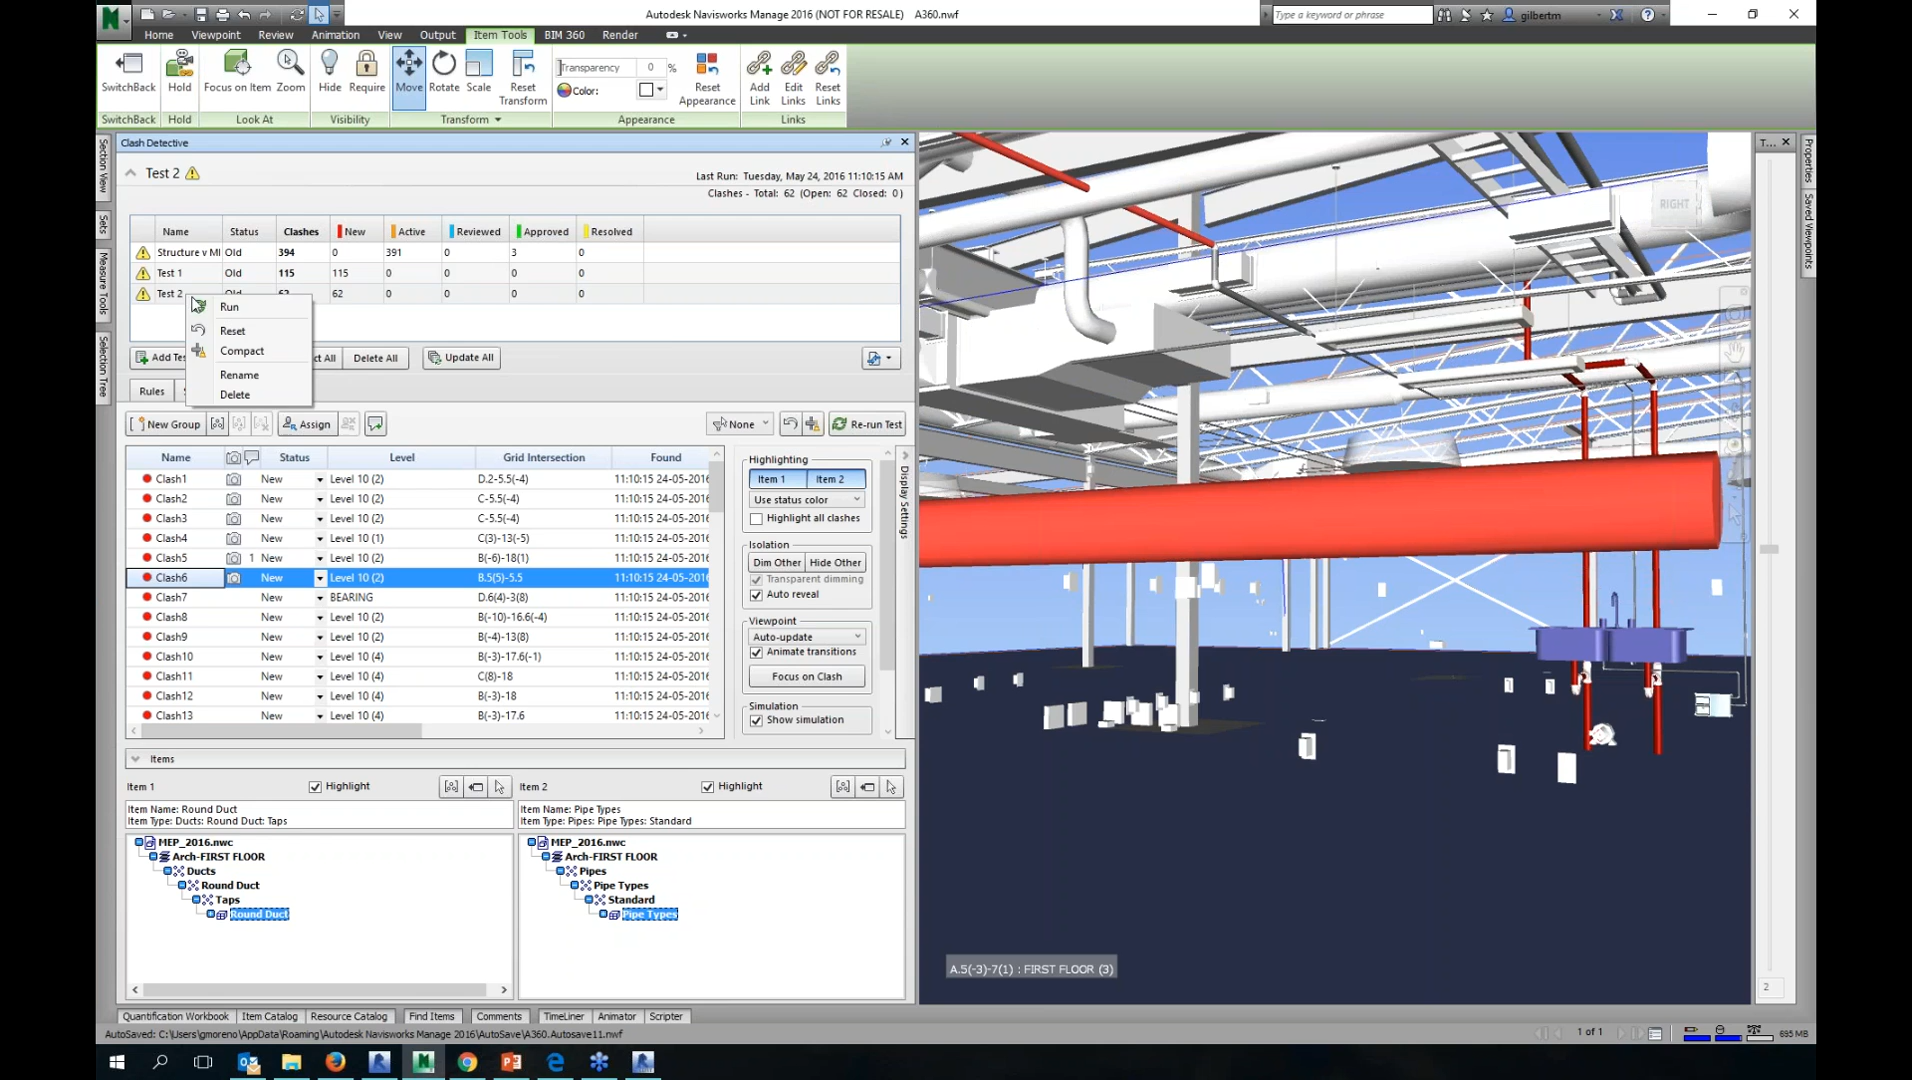 Autodesk Navisworks Manage 2016 (NOT FOR RESALE) A360.nwf
Type a keyword or phrase
gilbertm
Home Viewpoint Review Animation View Output Item Tools BIM 360 Render
SwitchBack Hold Focus on Item Zoom Hide Require Move Rotate Scale Reset Transform
Transparency 0 %
Color:
Reset Appearance
Add Link Edit Links Reset Links
SwitchBack Hold Look At Visibility Transform Appearance Links
Clash Detective
Test 2
Last Run: Tuesday, May 24, 2016 11:10:15 AM
Clashes - Total: 62 (Open: 62 Closed: 0)
Name Status Clashes New Active Reviewed Approved Resolved
Structure v MI Old 394 0 391 0 3 0
Test 1 Old 115 115 0 0 0 0
Test 2 62 0 0 0 0
Run
Reset
Compact
Rename
Delete
Add Te ct All Delete All Update All
Rules
New Group Assign None Re-run Test
Name Status Level Grid Intersection Found
Clash1 New Level 10 (2) D.2-5.5(-4) 11:10:15 24-05-2016
Clash2 New Level 10 (2) C-5.5(-4) 11:10:15 24-05-2016
Clash3 New Level 10 (2) C-5.5(-4) 11:10:15 24-05-2016
Clash4 New Level 10 (1) C(3)-13(-5) 11:10:15 24-05-2016
Clash5 1 New Level 10 (2) B(-6)-18(1) 11:10:15 24-05-2016
Clash6 New Level 10 (2) B.5(5)-5.5 11:10:15 24-05-2016
Clash7 New BEARING D.6(4)-3(8) 11:10:15 24-05-2016
Clash8 New Level 10 (2) B(-10)-16.6(-4) 11:10:15 24-05-2016
Clash9 New Level 10 (2) B(-4)-13(8) 11:10:15 24-05-2016
Clash10 New Level 10 (4) B(-3)-17.6(-1) 11:10:15 24-05-2016
Clash11 New Level 10 (4) C(8)-18 11:10:15 24-05-2016
Clash12 New Level 10 (4) B(-3)-18 11:10:15 24-05-2016
Clash13 New Level 10 (4) B(-3)-17.6 11:10:15 24-05-2016
Highlighting
Item 1 Item 2
Use status color
Highlight all clashes
Isolation
Dim Other Hide Other
Transparent dimming
Auto reveal
Viewpoint
Auto-update
Animate transitions
Focus on Clash
Simulation
Show simulation
Display Settings
Items
Item 1 Highlight
Item 2 Highlight
Item Name: Round Duct
Item Type: Ducts: Round Duct: Taps
Item Name: Pipe Types
Item Type: Pipes: Pipe Types: Standard
MEP_2016.nwc
Arch-FIRST FLOOR
Ducts
Round Duct
Taps
Round Duct
MEP_2016.nwc
Arch-FIRST FLOOR
Pipes
Pipe Types
Standard
Pipe Types
Section View
Sets
Measure Tools
Selection Tree
RIGHT
T...
Properties
Saved Viewpoints
A.5(-3)-7(1) : FIRST FLOOR (3)
2
Quantification Workbook Item Catalog Resource Catalog Find Items Comments TimeLiner Animator Scripter
AutoSaved: C:\Users\gmoreno\AppData\Roaming\Autodesk Navisworks Manage 2016\AutoSave\A360.Autosave11.nwf
1 of 1
695 MB